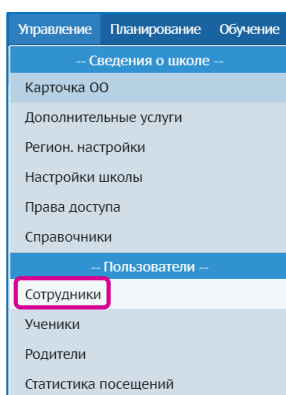 Управление Планирование Обучение
-- Сведения о школе --
Карточка ОО
Дополнительные услуги
Регион. настройки
Настройки школы
Права доступа
Справочники
-- Пользователи --
Сотрудники
Ученики
Родители
Статистика посещений